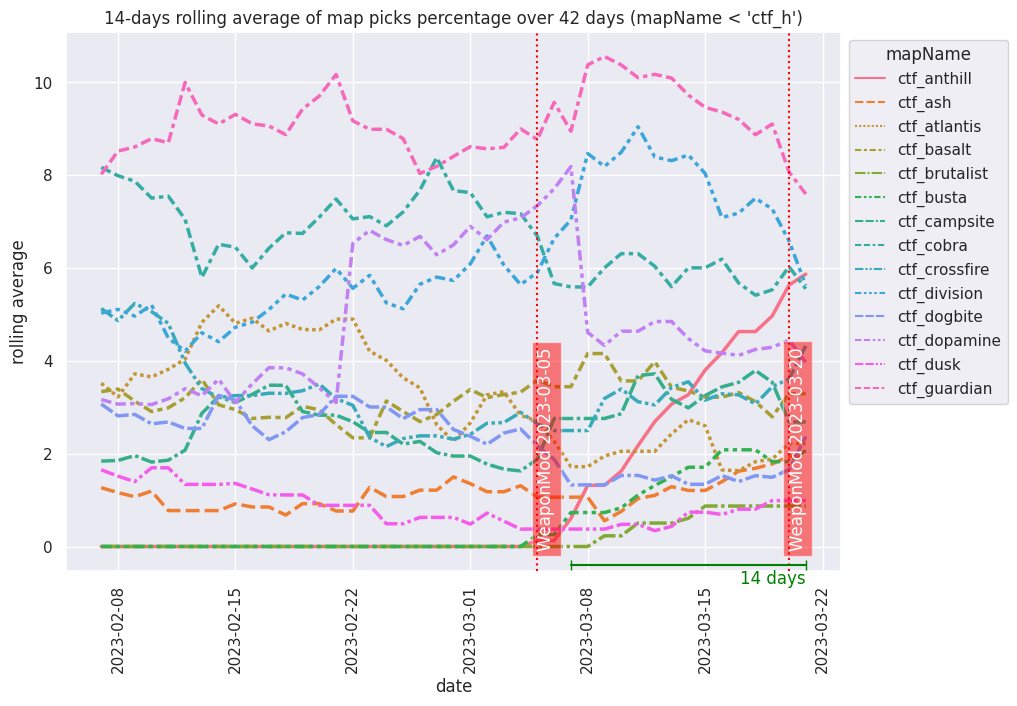 14-days rolling average of map picks percentage over 42 days (mapName < 'ctf_h')
rolling average
10
8
6
4
2
0
WeaponMod 2023-03-05
WeaponMod 2023-03-20
14 days
2023-02-08
2023-02-15
2023-02-22
2023-03-01
2023-03-08
2023-03-15
2023-03-22
date
mapName
ctf_anthill
ctf_ash
ctf_atlantis
ctf_basalt
ctf_brutalist
ctf_busta
ctf_campsite
ctf_cobra
ctf_crossfire
ctf_division
ctf_dogbite
ctf_dopamine
ctf_dusk
ctf_guardian